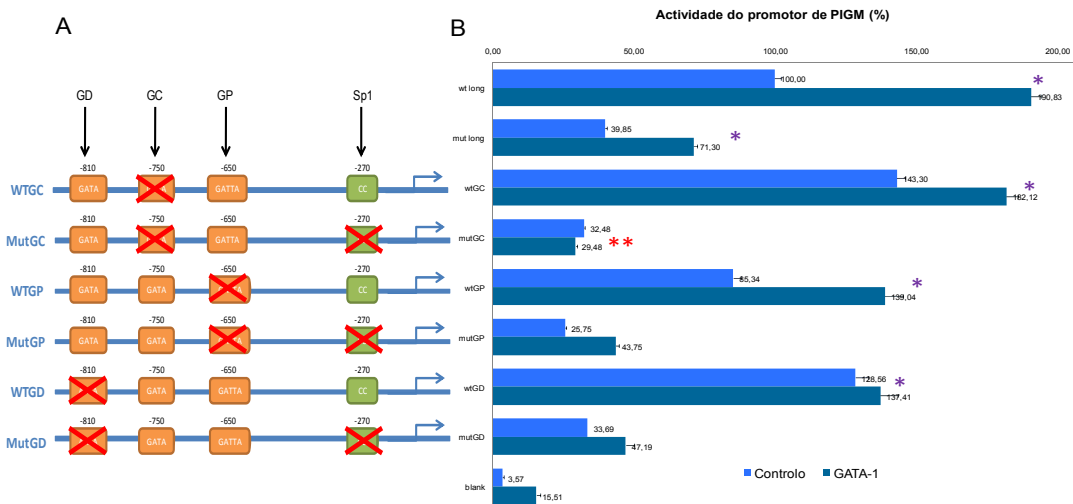 A
GD GC GP Sp1
-810 -750 -650 -270
WTGC GATA GATTA CC
-810 -750 -650 -270
MutGC GATA GATTA
-810 -750 -650 -270
WTGP GATA GATA CC
-810 -750 -650 -270
MutGP GATA GATA
-810 -750 -650 -270
WTGD GATA GATTA CC
-810 -750 -650 -270
MutGD GATA GATTA
B
Actividade do promotor de PIGM (%)
0,00 50,00 100,00 150,00 200,00
wt long 100,00 *
190,83
mut long 39,85 *
71,30
wtGC 143,30 *
182,12
mutGC 32,48 **
29,48
wtGP 85,34 *
139,04
mutGP 25,75
43,75
wtGD 128,56 *
137,41
mutGD 33,69
47,19
blank 3,57
15,51
Controlo GATA-1